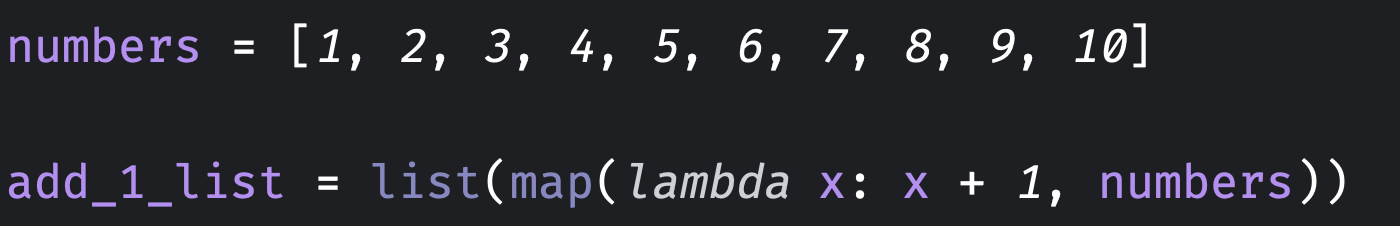 numbers = [1, 2, 3, 4, 5, 6, 7, 8, 9, 10]
add_1_list = list(map(lambda x: x + 1, numbers))